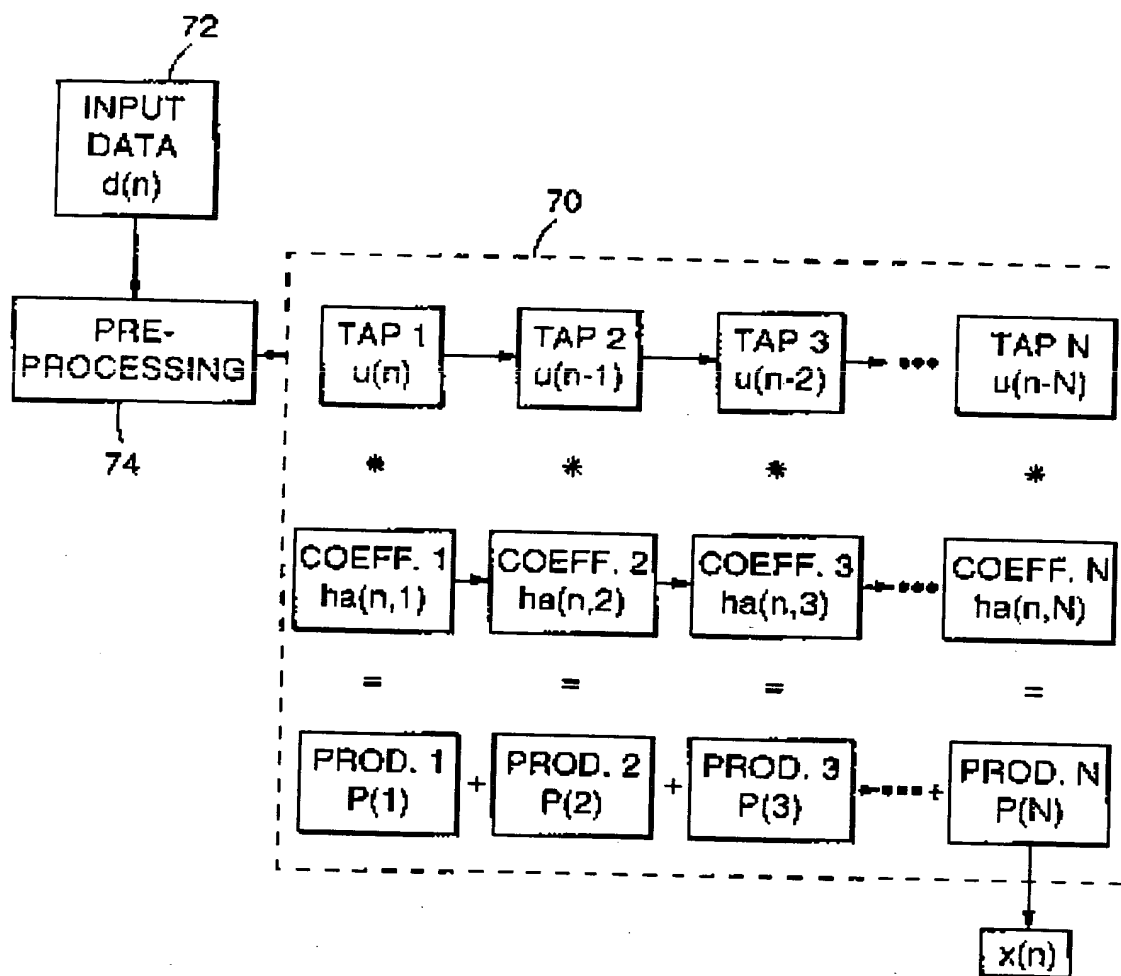 72
INPUT
DATA
d(n)
70
PRE-
PROCESSING
74
TAP 1
u(n)
TAP 2
u(n-1)
TAP 3
u(n-2)
•••
TAP N
u(n-N)
* * * *
COEFF. 1
ha(n,1)
COEFF. 2
ha(n,2)
COEFF. 3
ha(n,3)
•••
COEFF. N
ha(n,N)
= = = =
PROD. 1
P(1)
+
PROD. 2
P(2)
+
PROD. 3
P(3)
•••• +
PROD. N
P(N)
x(n)